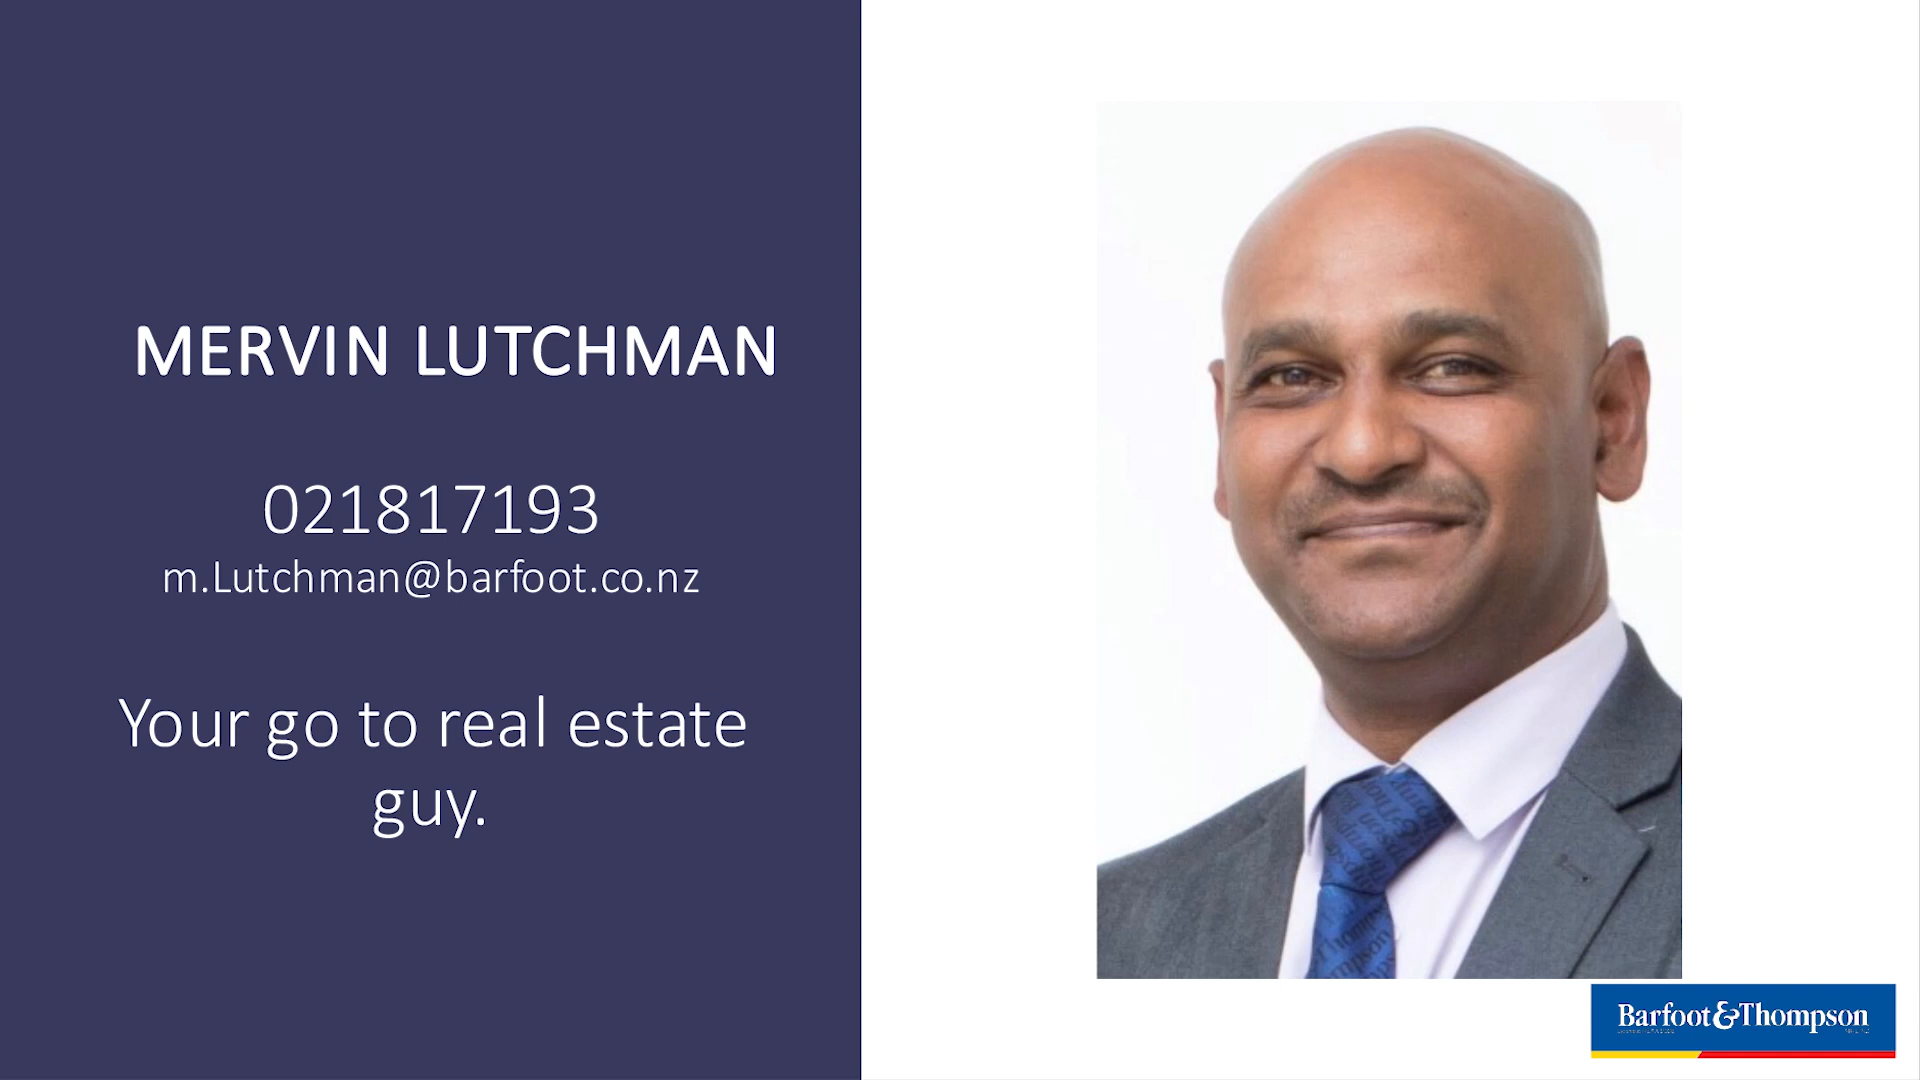 MERVIN LUTCHMAN
021817193
m.Lutchman@barfoot.co.nz
Your go to real estate
guy.
Barfoot&Thompson